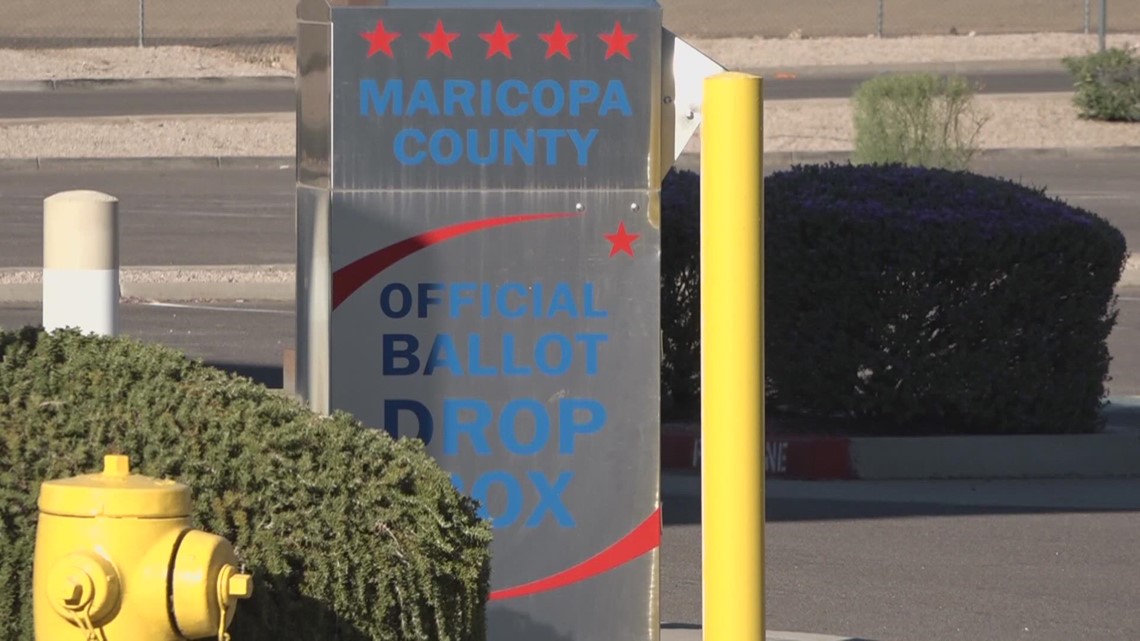 MARICOPA
COUNTY
OFFICIAL
BALLOT
DROP
BOX